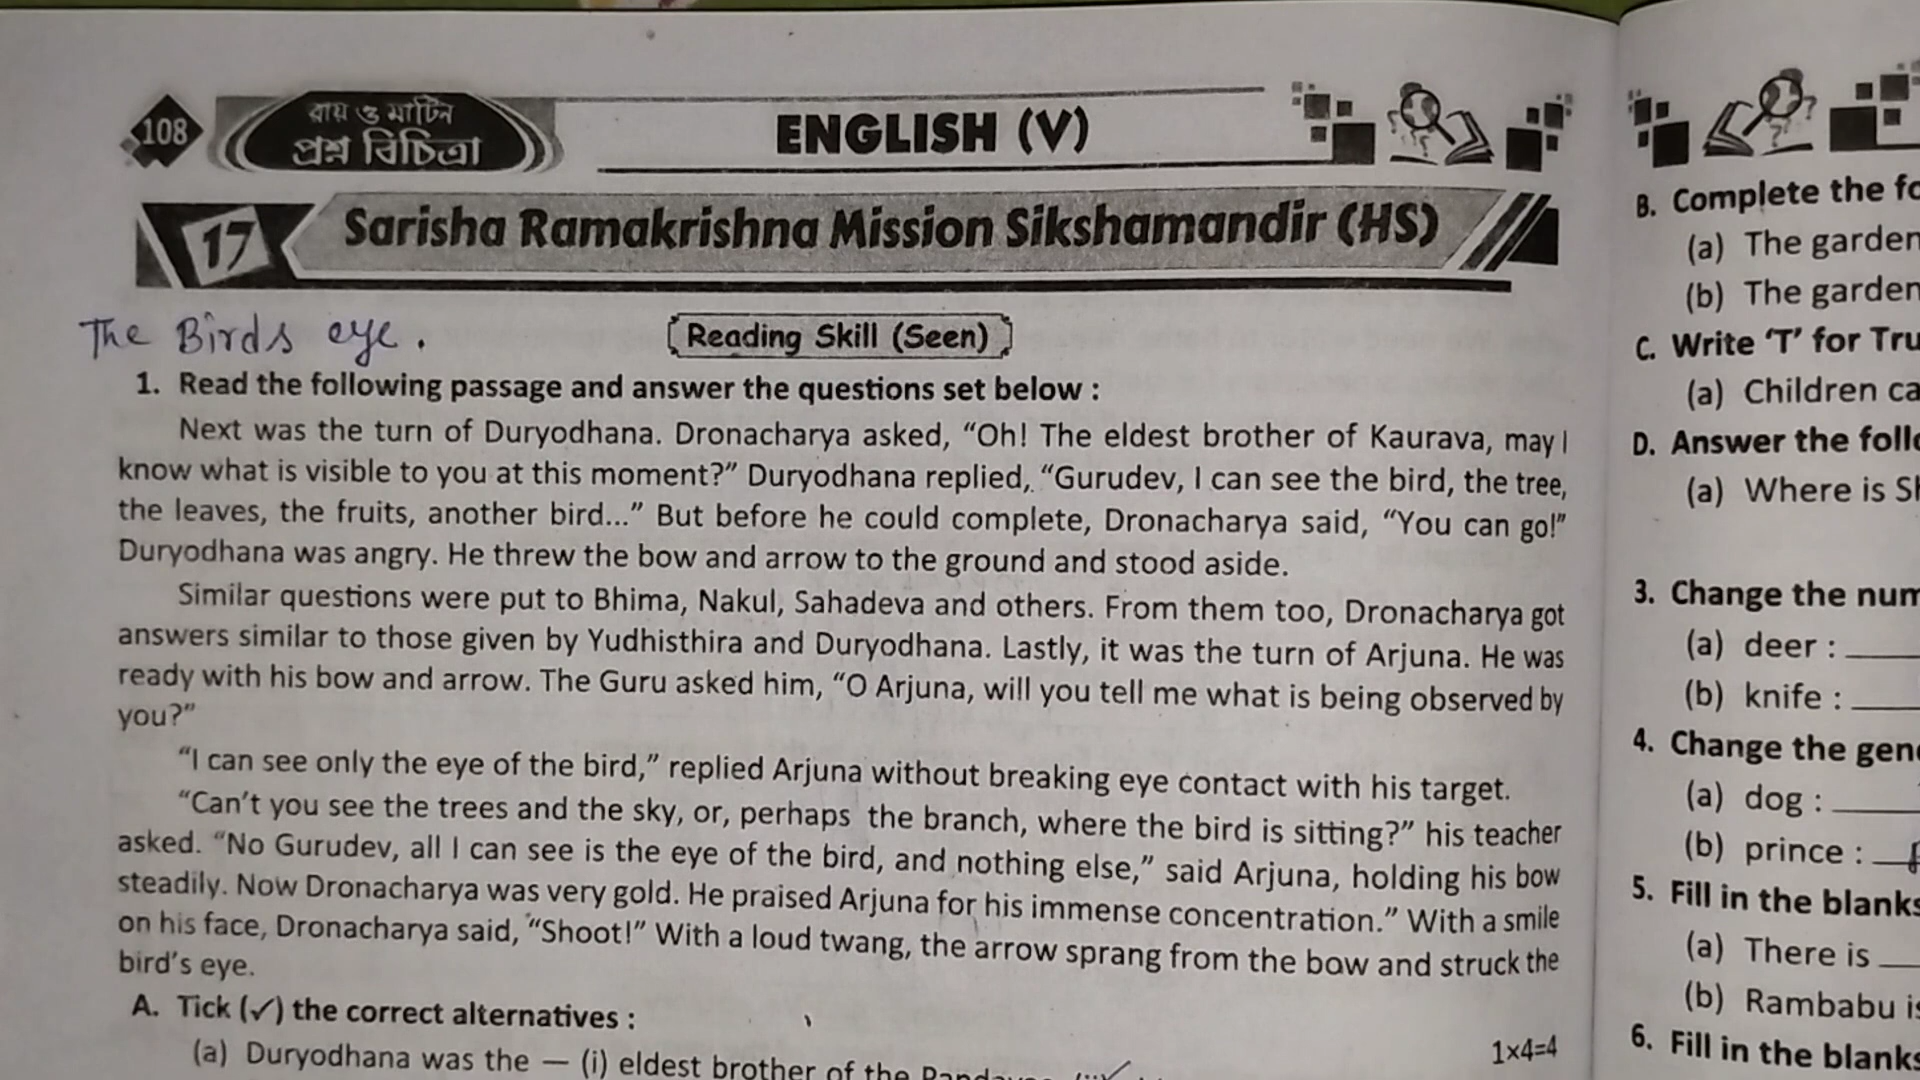 108
রায় ও মার্টিন
প্রশ্ন বিচিত্রা
ENGLISH (V)
17 Sarisha Ramakrishna Mission Sikshamandir (HS)
The Birds eye.
Reading Skill (Seen)
1. Read the following passage and answer the questions set below :
Next was the turn of Duryodhana. Dronacharya asked, “Oh! The eldest brother of Kaurava, may I
know what is visible to you at this moment?” Duryodhana replied, “Gurudev, I can see the bird, the tree,
the leaves, the fruits, another bird...” But before he could complete, Dronacharya said, “You can go!”
Duryodhana was angry. He threw the bow and arrow to the ground and stood aside.
Similar questions were put to Bhima, Nakul, Sahadeva and others. From them too, Dronacharya got
answers similar to those given by Yudhisthira and Duryodhana. Lastly, it was the turn of Arjuna. He was
ready with his bow and arrow. The Guru asked him, “O Arjuna, will you tell me what is being observed by
you?”
“I can see only the eye of the bird,” replied Arjuna without breaking eye contact with his target.
“Can’t you see the trees and the sky, or, perhaps the branch, where the bird is sitting?” his teacher
asked. “No Gurudev, all I can see is the eye of the bird, and nothing else,” said Arjuna, holding his bow
steadily. Now Dronacharya was very gold. He praised Arjuna for his immense concentration.” With a smile
on his face, Dronacharya said, “Shoot!” With a loud twang, the arrow sprang from the bow and struck the
bird’s eye.
A. Tick (✓) the correct alternatives :
1×4=4
(a) Duryodhana was the — (i) eldest brother of the
B. Complete the
(a) The garden
(b) The garden
C. Write ‘T’ for
(a) Children
D. Answer the
(a) Where is
3. Change the
(a) deer :
(b) knife :
4. Change the
(a) dog :
(b) prince :
5. Fill in the blanks
(a) There is
(b) Rambabu
6. Fill in the blanks